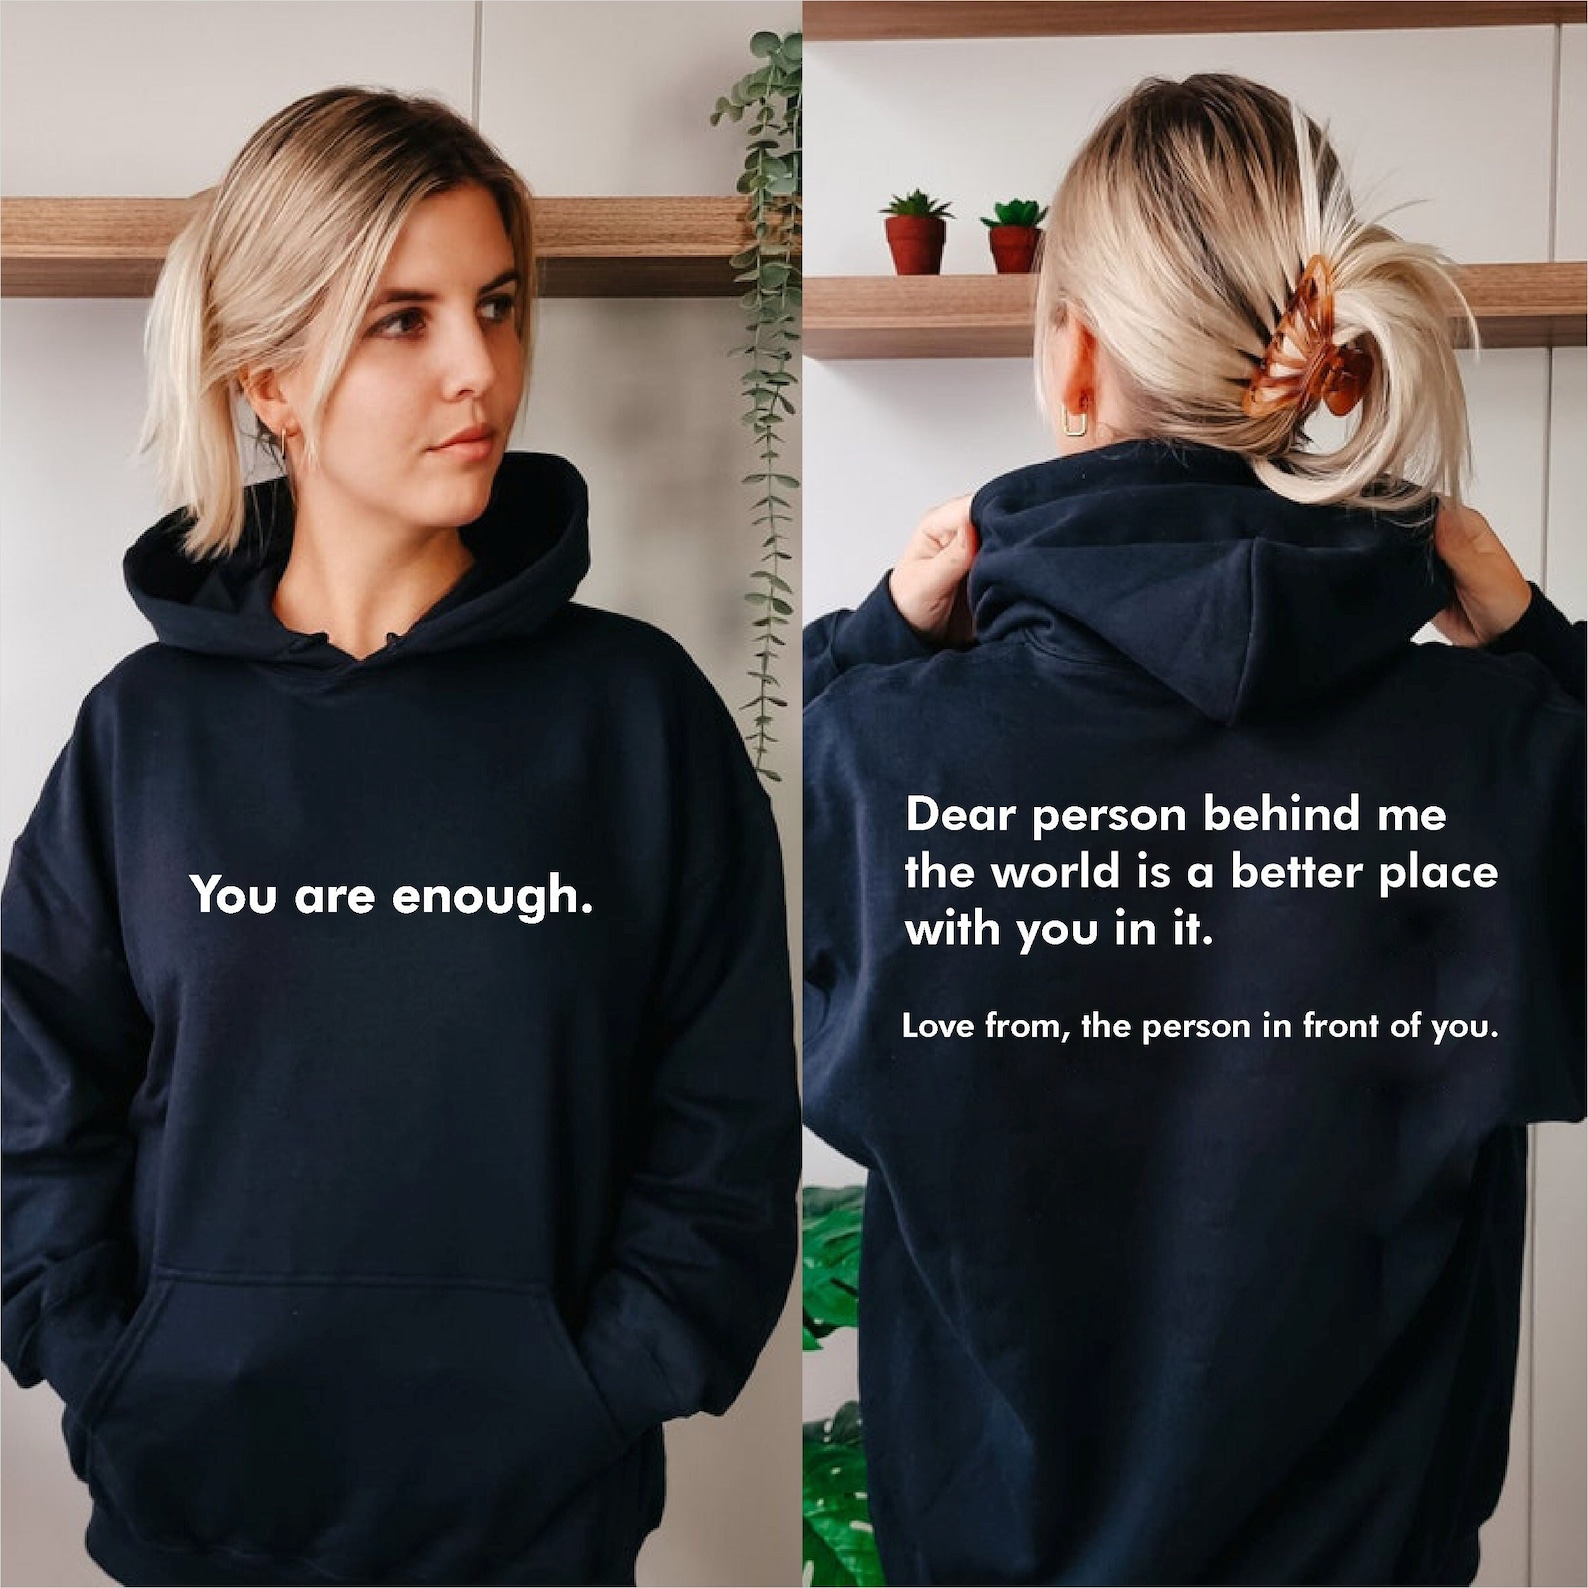 You are enough.
Dear person behind me
the world is a better place
with you in it.
Love from, the person in front of you.